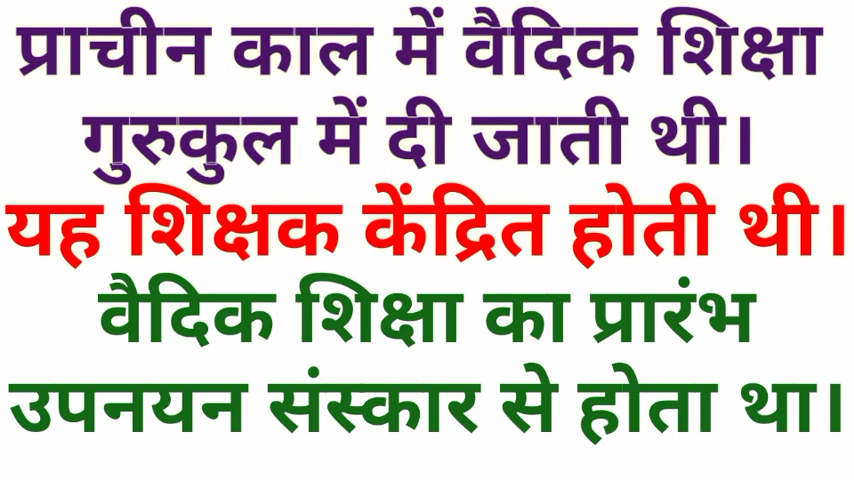 प्राचीन काल में वैदिक शिक्षा
गुरुकुल में दी जाती थी।
यह शिक्षक केंद्रित होती थी।
वैदिक शिक्षा का प्रारंभ
उपनयन संस्कार से होता था।